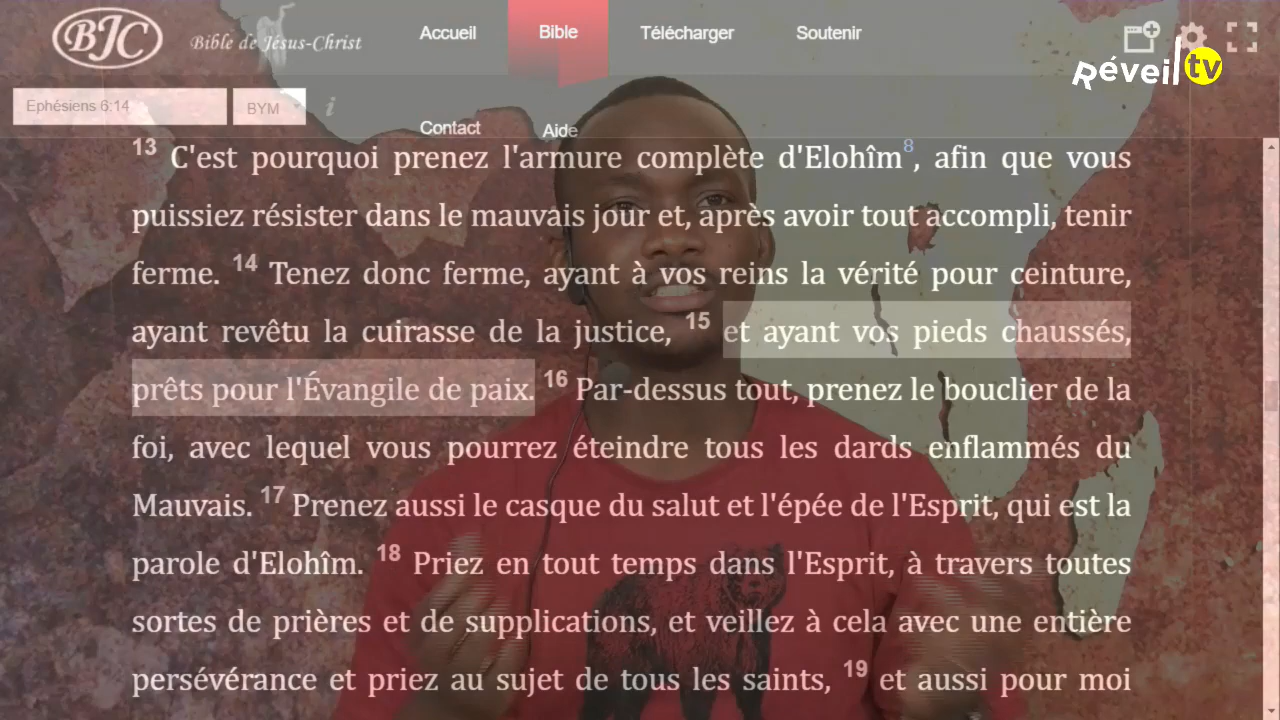 BJC Bible de Jésus-Christ Accueil Bible Télécharger Soutenir
Réveil tv
Ephésiens 6:14 BYM i
Contact Aide
13 C'est pourquoi prenez l'armure complète d'Elohîm8, afin que vous
puissiez résister dans le mauvais jour et, après avoir tout accompli, tenir
ferme. 14 Tenez donc ferme, ayant à vos reins la vérité pour ceinture,
ayant revêtu la cuirasse de la justice, 15 et ayant vos pieds chaussés,
prêts pour l'Évangile de paix. 16 Par-dessus tout, prenez le bouclier de la
foi, avec lequel vous pourrez éteindre tous les dards enflammés du
Mauvais. 17 Prenez aussi le casque du salut et l'épée de l'Esprit, qui est la
parole d'Elohîm. 18 Priez en tout temps dans l'Esprit, à travers toutes
sortes de prières et de supplications, et veillez à cela avec une entière
persévérance et priez au sujet de tous les saints, 19 et aussi pour moi